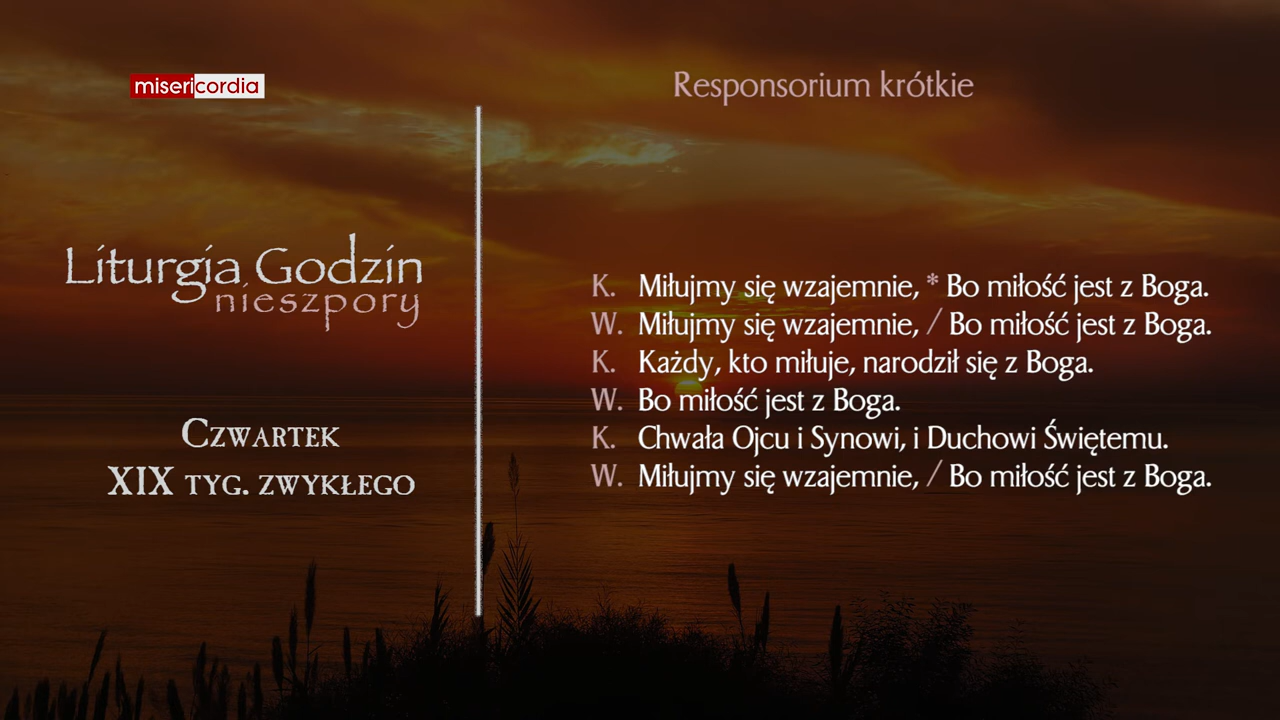 misericordia
Liturgia Godzin
nieszpory
Czwartek
XIX tyg. zwykłego
Responsorium krótkie
K. Miłujmy się wzajemnie, * Bo miłość jest z Boga.
W. Miłujmy się wzajemnie, / Bo miłość jest z Boga.
K. Każdy, kto miłuje, narodził się z Boga.
W. Bo miłość jest z Boga.
K. Chwała Ojcu i Synowi, i Duchowi Świętemu.
W. Miłujmy się wzajemnie, / Bo miłość jest z Boga.